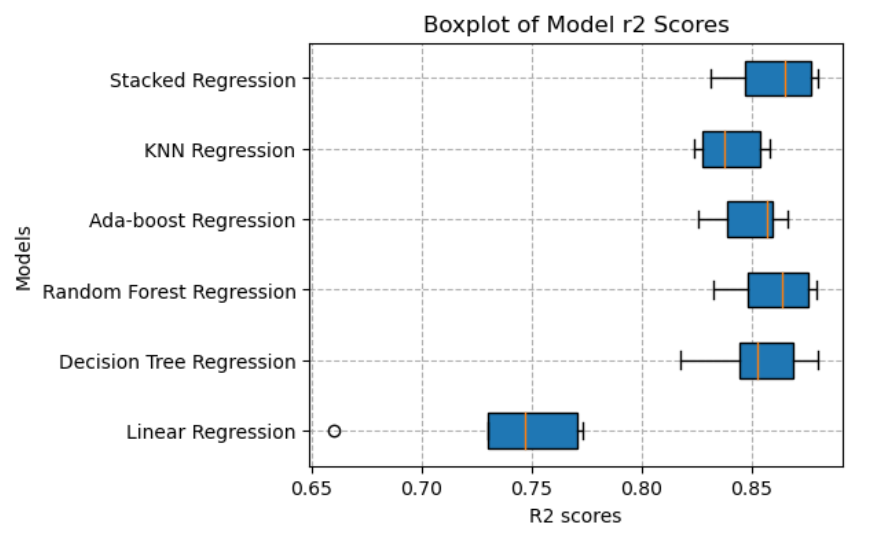 Boxplot of Model r2 Scores
Stacked Regression
KNN Regression
Ada-boost Regression
Random Forest Regression
Decision Tree Regression
Linear Regression
Models
0.65 0.70 0.75 0.80 0.85
R2 scores